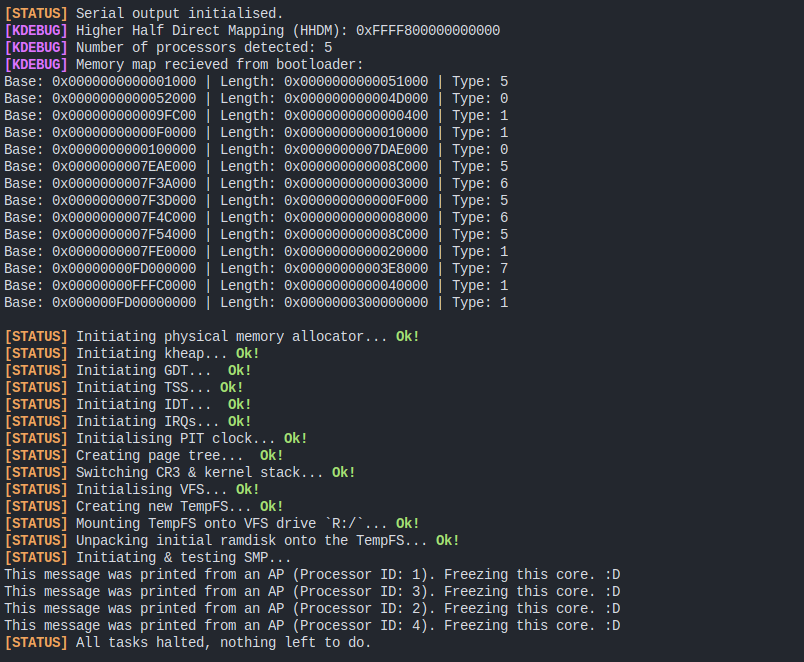 [STATUS] Serial output initialised.
[KDEBUG] Higher Half Direct Mapping (HHDM): 0xFFFF800000000000
[KDEBUG] Number of processors detected: 5
[KDEBUG] Memory map recieved from bootloader:
Base: 0x0000000000001000 | Length: 0x0000000000051000 | Type: 5
Base: 0x0000000000052000 | Length: 0x000000000004D000 | Type: 0
Base: 0x000000000009FC00 | Length: 0x0000000000000400 | Type: 1
Base: 0x00000000000F0000 | Length: 0x0000000000010000 | Type: 1
Base: 0x0000000000100000 | Length: 0x0000000007DAE000 | Type: 0
Base: 0x0000000007EAE000 | Length: 0x000000000008C000 | Type: 5
Base: 0x0000000007F3A000 | Length: 0x0000000000003000 | Type: 6
Base: 0x0000000007F3D000 | Length: 0x000000000000F000 | Type: 5
Base: 0x0000000007F4C000 | Length: 0x0000000000008000 | Type: 6
Base: 0x0000000007F54000 | Length: 0x000000000008C000 | Type: 5
Base: 0x0000000007FE0000 | Length: 0x0000000000020000 | Type: 1
Base: 0x00000000FD000000 | Length: 0x00000000003E8000 | Type: 7
Base: 0x00000000FFFC0000 | Length: 0x0000000000040000 | Type: 1
Base: 0x000000FD00000000 | Length: 0x0000000300000000 | Type: 1
[STATUS] Initiating physical memory allocator... Ok!
[STATUS] Initiating kheap... Ok!
[STATUS] Initiating GDT...  Ok!
[STATUS] Initiating TSS... Ok!
[STATUS] Initiating IDT...  Ok!
[STATUS] Initiating IRQs... Ok!
[STATUS] Initialising PIT clock... Ok!
[STATUS] Creating page tree...  Ok!
[STATUS] Switching CR3 & kernel stack... Ok!
[STATUS] Initialising VFS... Ok!
[STATUS] Creating new TempFS... Ok!
[STATUS] Mounting TempFS onto VFS drive `R:/`... Ok!
[STATUS] Unpacking initial ramdisk onto the TempFS... Ok!
[STATUS] Initiating & testing SMP...
This message was printed from an AP (Processor ID: 1). Freezing this core. :D
This message was printed from an AP (Processor ID: 3). Freezing this core. :D
This message was printed from an AP (Processor ID: 2). Freezing this core. :D
This message was printed from an AP (Processor ID: 4). Freezing this core. :D
[STATUS] All tasks halted, nothing left to do.